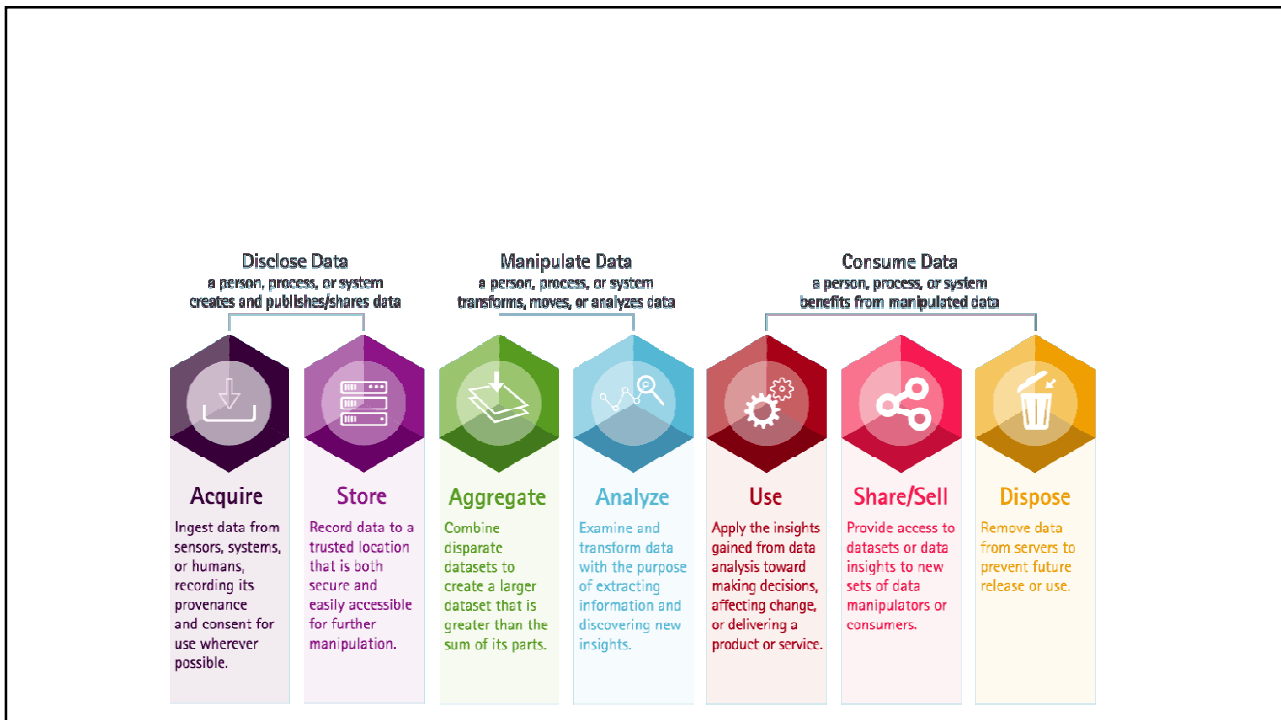 Disclose Data
a person, process, or system
creates and publishes/shares data
Manipulate Data
a person, process, or system
transforms, moves, or analyzes data
Consume Data
a person, process, or system
benefits from manipulated data
Acquire
Ingest data from
sensors, systems,
or humans,
recording its
provenance
and consent for
use wherever
possible.
Store
Record data to a
trusted location
that is both
secure and
easily accessible
for further
manipulation.
Aggregate
Combine
disparate
datasets to
create a larger
dataset that is
greater than the
sum of its parts.
Analyze
Examine and
transform data
with the purpose
of extracting
information and
discovering new
insights.
Use
Apply the insights
gained from data
analysis toward
making decisions,
affecting change,
or delivering a
product or service.
Share/Sell
Provide access to
datasets or data
insights to new
sets of data
manipulators or
consumers.
Dispose
Remove data
from servers to
prevent future
release or use.